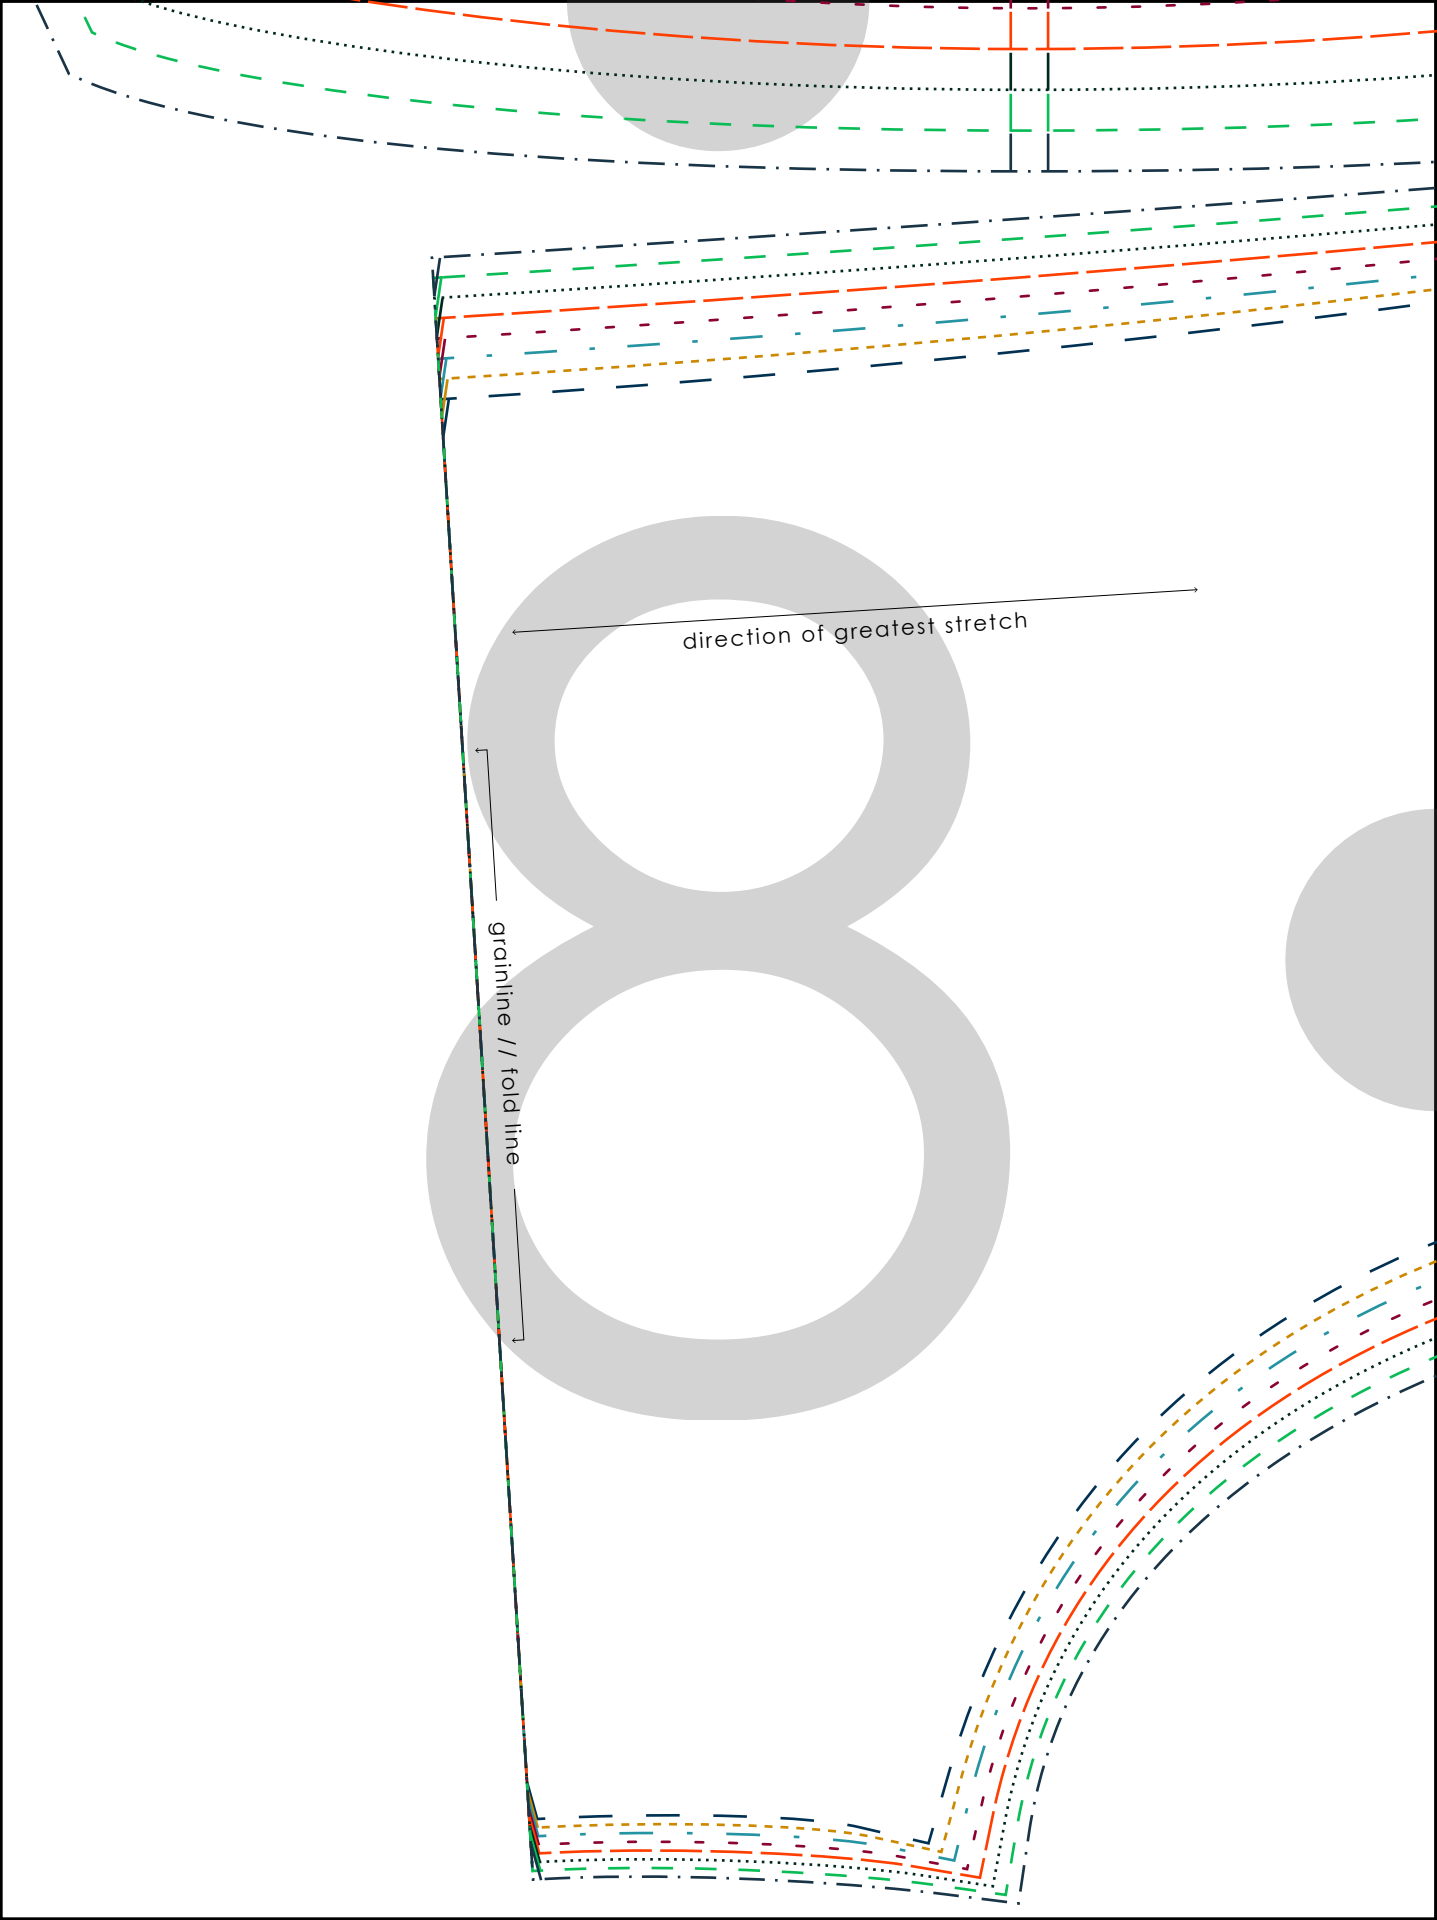 direction of greatest stretch
8
grainline // fold line